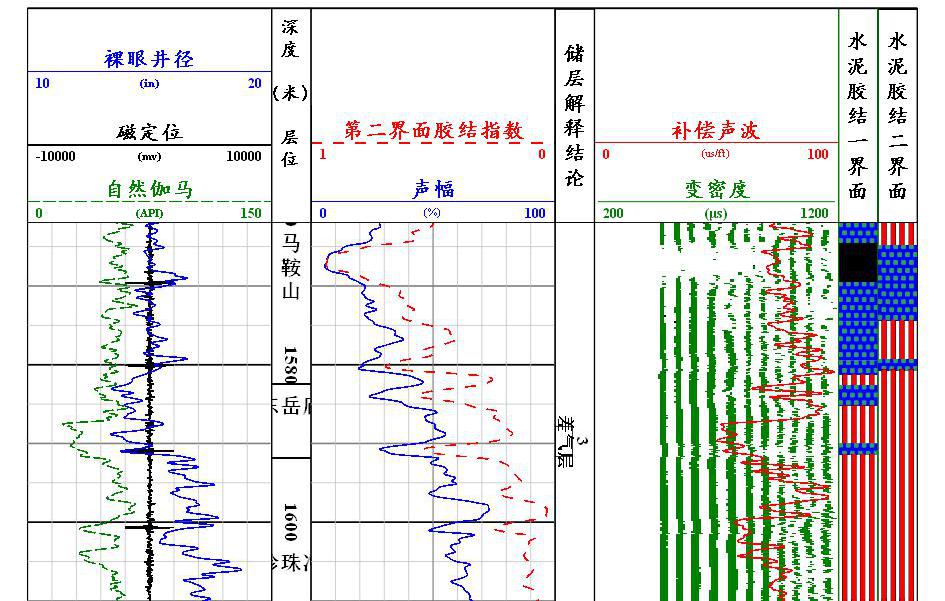 裸眼井径
10 (in) 20
磁定位
-10000 (mv) 10000
自然伽马
0 (API) 150
深度
(米)
层位
第二界面胶结指数
1 0
声幅
0 (%) 100
储层解释结论
补偿声波
0 (us/ft) 100
变密度
200 (μs) 1200
水泥胶结一界面
水泥胶结二界面
马鞍山
1580
东岳庙
3
差气层
1600
珍珠冲